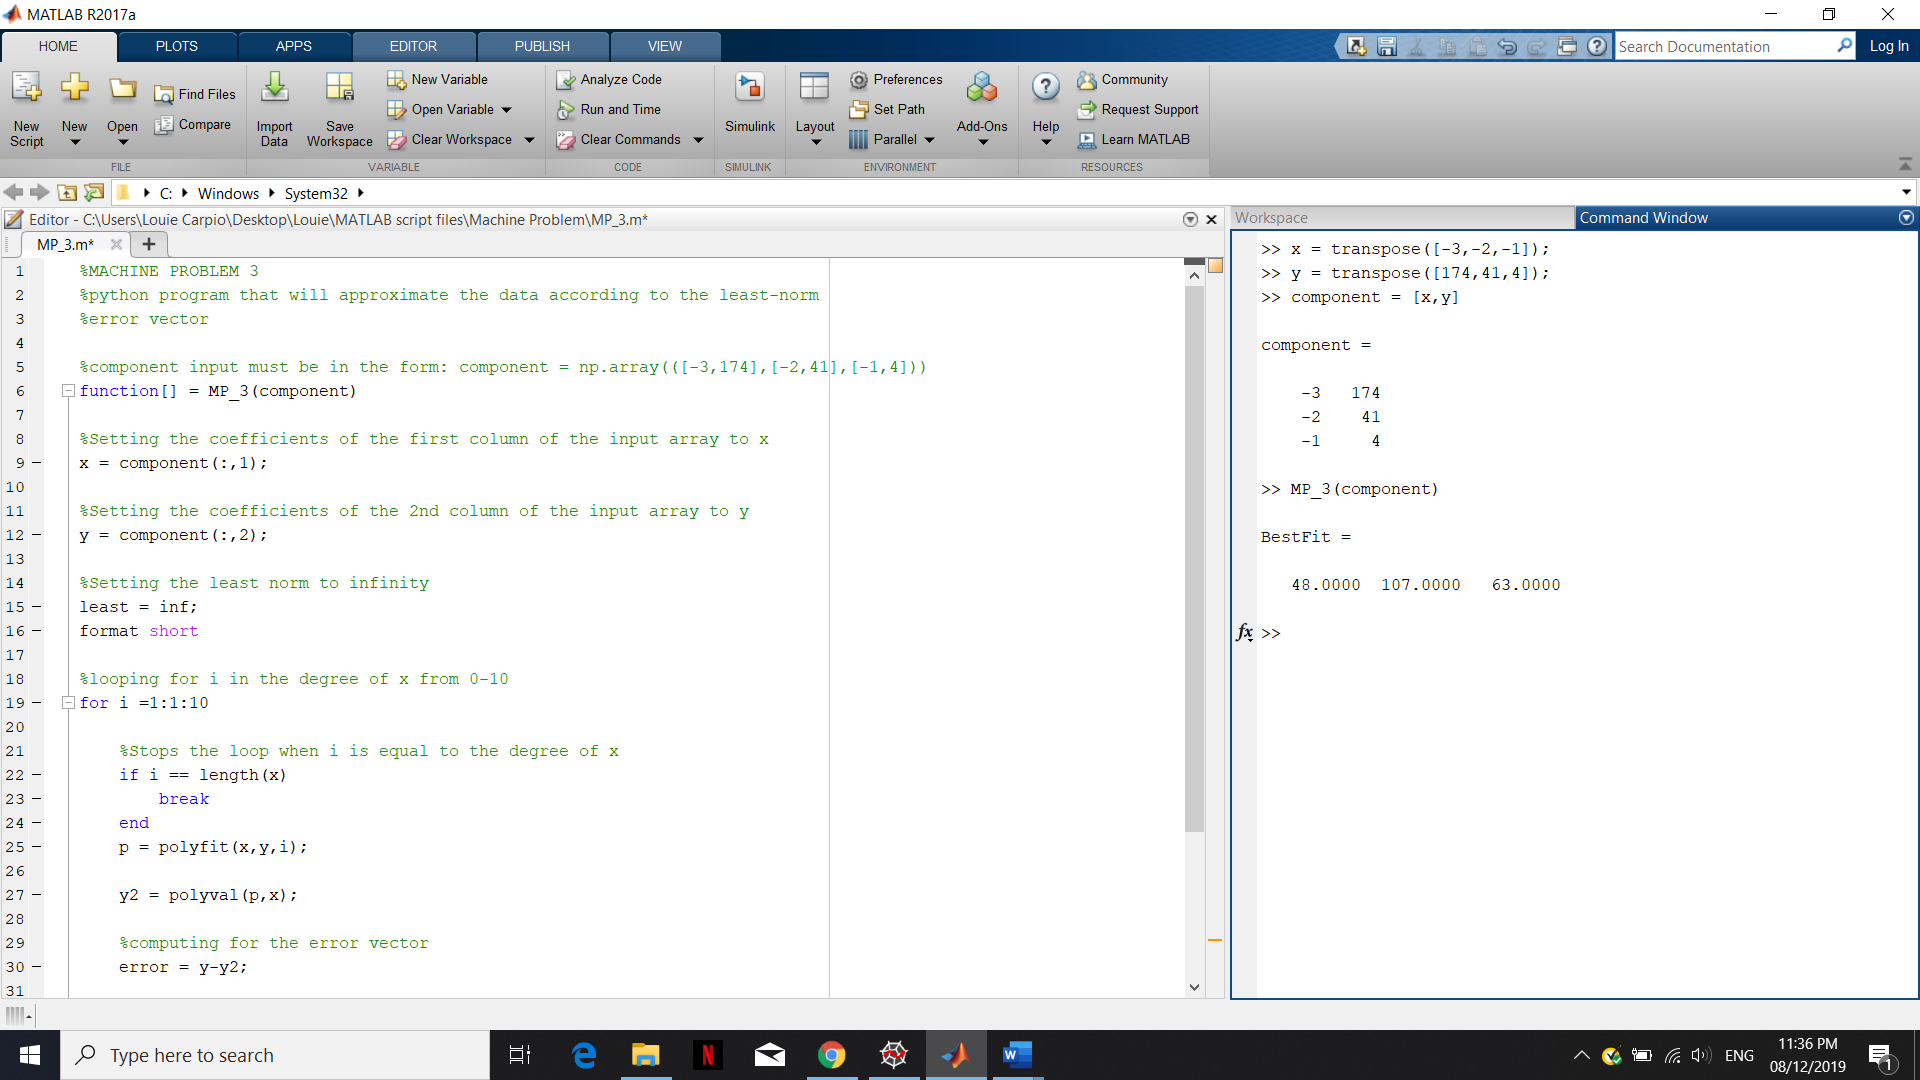 MATLAB R2017a
HOME PLOTS APPS EDITOR PUBLISH VIEW
Search Documentation Log In
New Script
New
Open
Find Files
Compare
Import Data
Save Workspace
New Variable
Open Variable
Clear Workspace
Analyze Code
Run and Time
Clear Commands
Simulink
Layout
Preferences
Set Path
Parallel
Add-Ons
Help
Community
Request Support
Learn MATLAB
FILE VARIABLE CODE SIMULINK ENVIRONMENT RESOURCES
C: Windows System32
Editor - C:\Users\Louie Carpio\Desktop\Louie\MATLAB script files\Machine Problem\MP_3.m*
MP_3.m*
1 %MACHINE PROBLEM 3
2 %python program that will approximate the data according to the least-norm
3 %error vector
4
5 %component input must be in the form: component = np.array(([-3,174],[-2,41],[-1,4]))
6 function[] = MP_3(component)
7
8 %Setting the coefficients of the first column of the input array to x
9 – x = component(:,1);
10
11 %Setting the coefficients of the 2nd column of the input array to y
12 – y = component(:,2);
13
14 %Setting the least norm to infinity
15 – least = inf;
16 – format short
17
18 %looping for i in the degree of x from 0-10
19 – for i =1:1:10
20
21 %Stops the loop when i is equal to the degree of x
22 – if i == length(x)
23 – break
24 – end
25 – p = polyfit(x,y,i);
26
27 – y2 = polyval(p,x);
28
29 %computing for the error vector
30 – error = y-y2;
31
Workspace
Command Window
>> x = transpose([-3,-2,-1]);
>> y = transpose([174,41,4]);
>> component = [x,y]
component =
-3 174
-2 41
-1 4
>> MP_3(component)
BestFit =
48.0000 107.0000 63.0000
fx >>
Type here to search
ENG
11:36 PM
08/12/2019
1